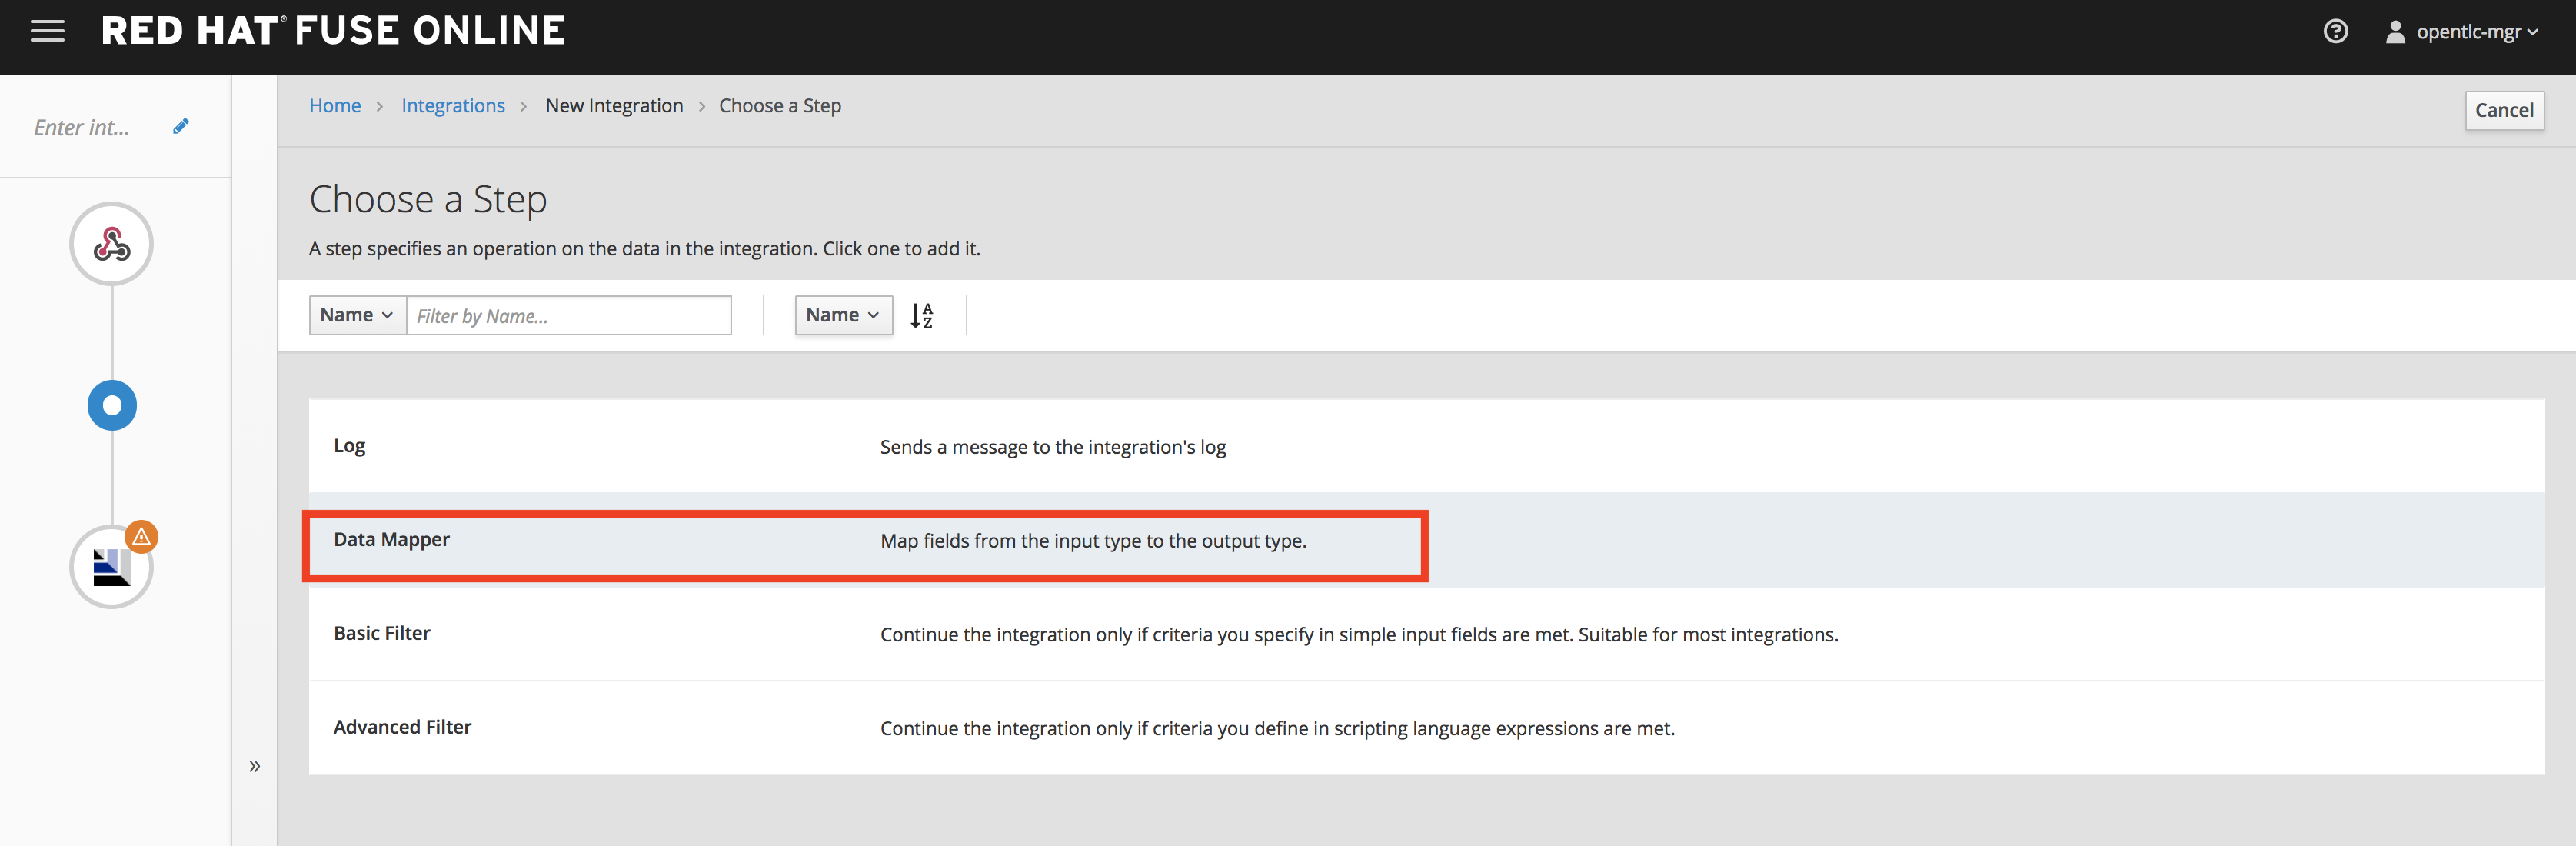 RED HAT® FUSE ONLINE
opentlc-mgr
Enter int...
Home > Integrations > New Integration > Choose a Step
Cancel
Choose a Step
A step specifies an operation on the data in the integration. Click one to add it.
Name Filter by Name... Name
Log Sends a message to the integration's log
Data Mapper Map fields from the input type to the output type.
Basic Filter Continue the integration only if criteria you specify in simple input fields are met. Suitable for most integrations.
Advanced Filter Continue the integration only if criteria you define in scripting language expressions are met.
»